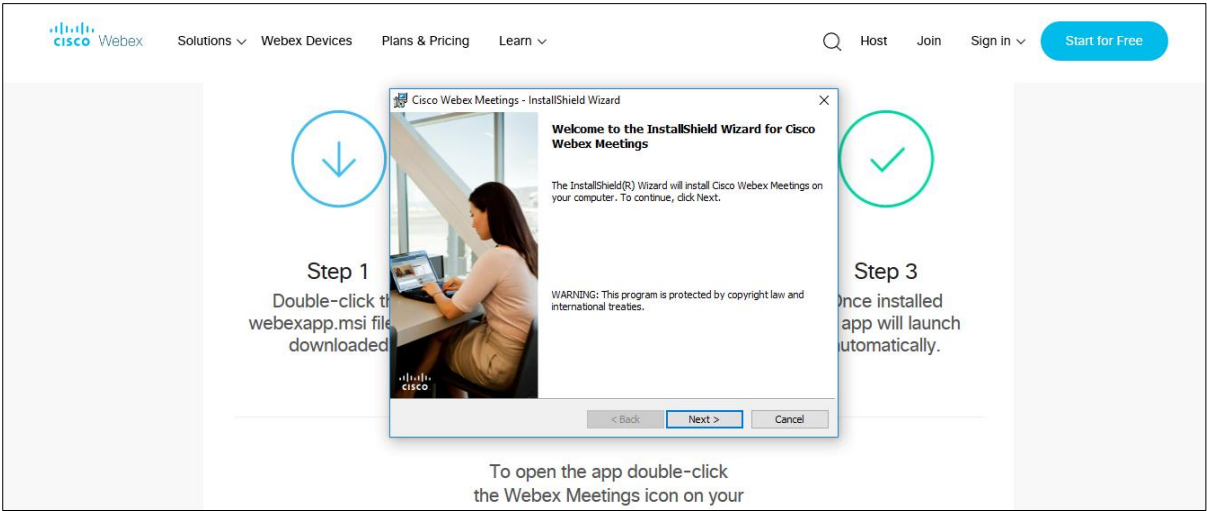 CISCO Webex Solutions Webex Devices Plans & Pricing Learn Host Join Sign in Start for Free
Cisco Webex Meetings - InstallShield Wizard
Welcome to the InstallShield Wizard for Cisco
Webex Meetings
The InstallShield(R) Wizard will install Cisco Webex Meetings on
your computer. To continue, click Next.
WARNING: This program is protected by copyright law and
international treaties.
CISCO
< Back Next > Cancel
Step 1
Double-click
webexapp.msi
downloaded
Step 3
installed
app will launch
automatically.
To open the app double-click
the Webex Meetings icon on your